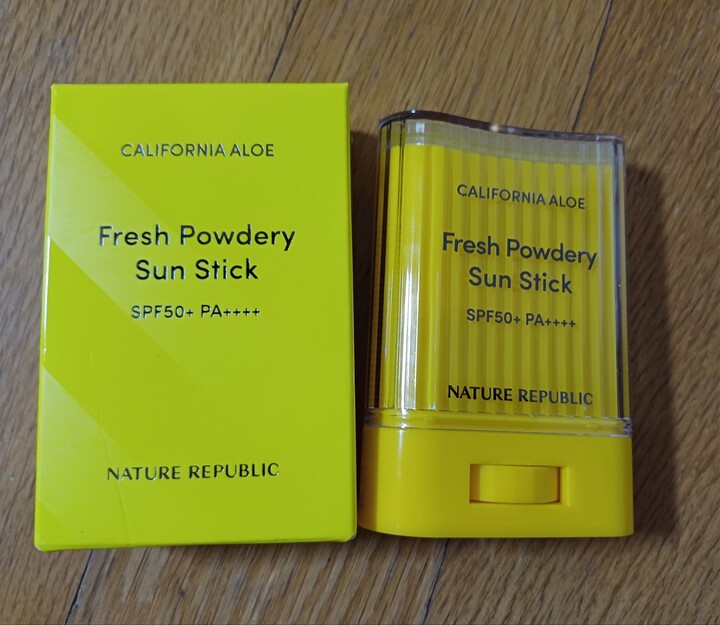 CALIFORNIA ALOE
Fresh Powdery
Sun Stick
SPF50+ PA++++
NATURE REPUBLIC
CALIFORNIA ALOE
Fresh Powdery
Sun Stick
SPF50+ PA++++
NATURE REPUBLIC